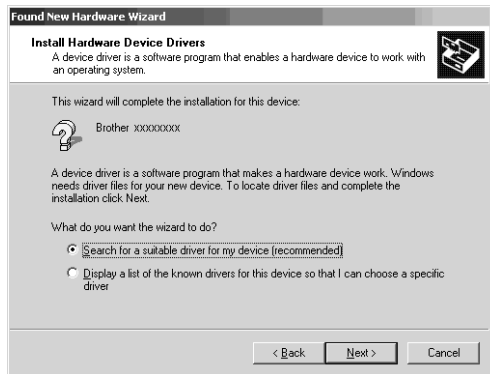 Found New Hardware Wizard
Install Hardware Device Drivers
A device driver is a software program that enables a hardware device to work with
an operating system.
This wizard will complete the installation for this device:
Brother xxxxxxxx
A device driver is a software program that makes a hardware device work. Windows
needs driver files for your new device. To locate driver files and complete the
installation click Next.
What do you want the wizard to do?
Search for a suitable driver for my device (recommended)
Display a list of the known drivers for this device so that I can choose a specific
driver
< Back Next > Cancel